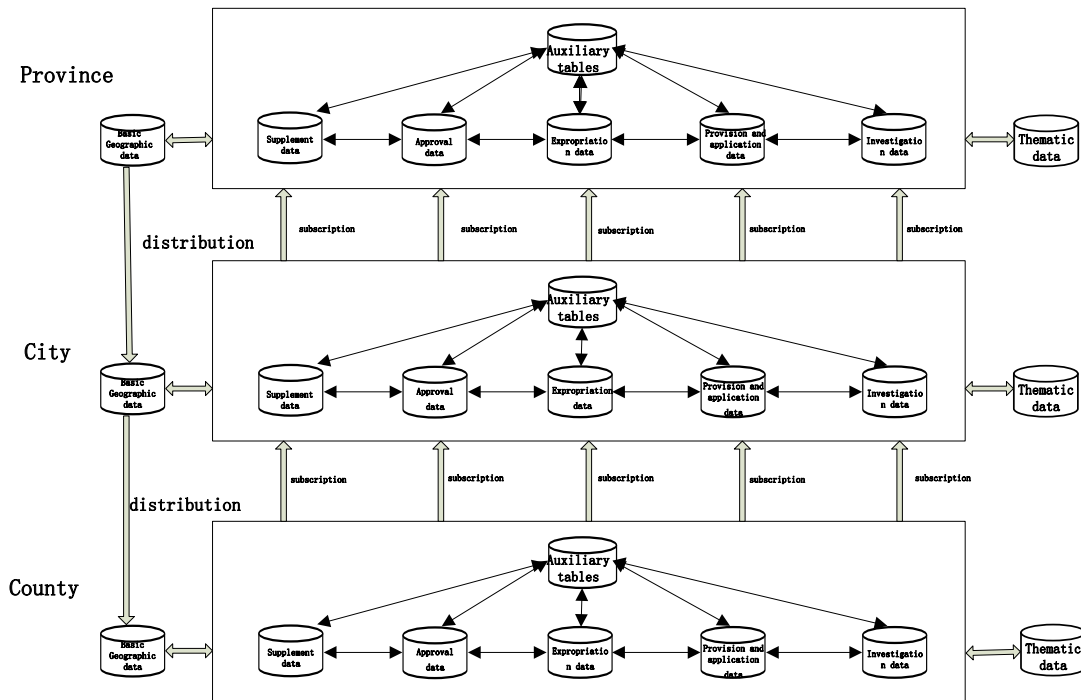 Province
Auxiliary
tables
Basic
Geographic
data
Supplement
data
Approval
data
Expropriatio
n data
Provision and
application
data
Investigatio
n data
Thematic
data
distribution
subscription
subscription
subscription
subscription
subscription
City
Auxiliary
tables
Basic
Geographic
data
Supplement data
Approval
data
Expropriation
data
Provision and
application data
Investigatio
n data
Thematic
data
distribution
subscription
subscription
subscription
subscription
subscription
County
Auxiliary
tables
Basic
Geographic
data
Supplement data
Approval
data
Expropriatio
n data
Provision and
application
data
Investigatio
n data
Thematic
data